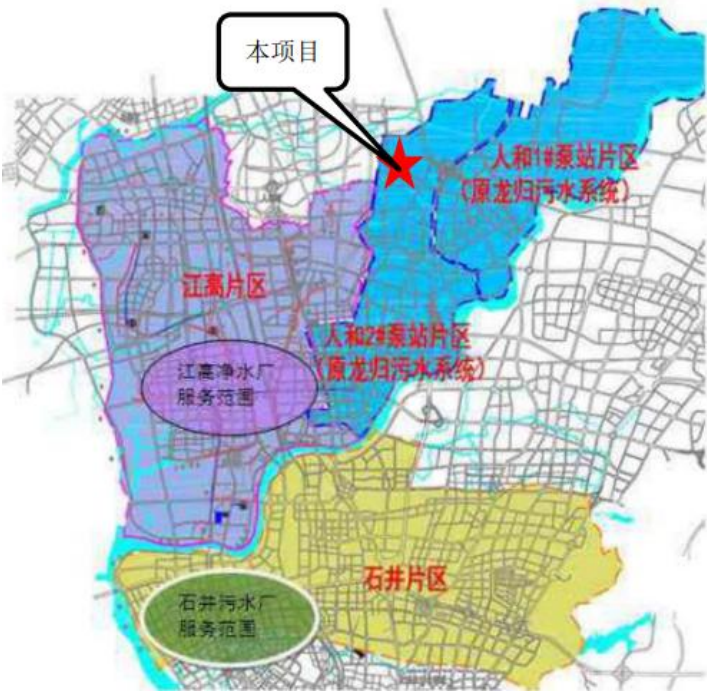 本项目
人和1#泵站片区
(原龙归污水系统)
江高片区
人和2#泵站片区
(原龙归污水系统)
江高净水厂
服务范围
石井片区
石井污水厂
服务范围